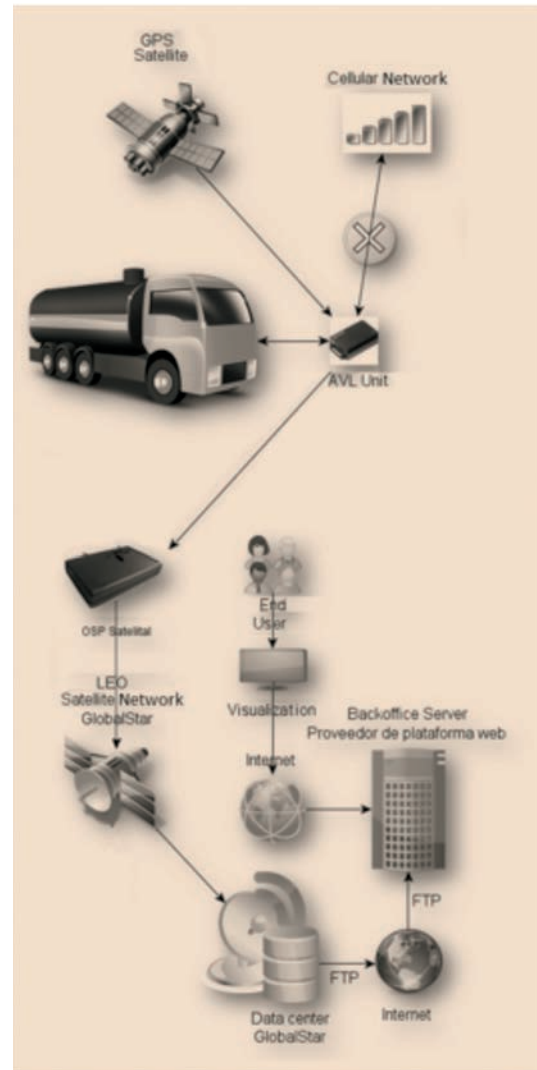 GPS
Satellite
Cellular Network
AVL Unit
OSP Satelital
LEO
Satellite Network
GlobalStar
End
User
Visualization
Internet
Backoffice Server
Proveedor de plataforma web
FTP
FTP
Data center
GlobalStar
Internet